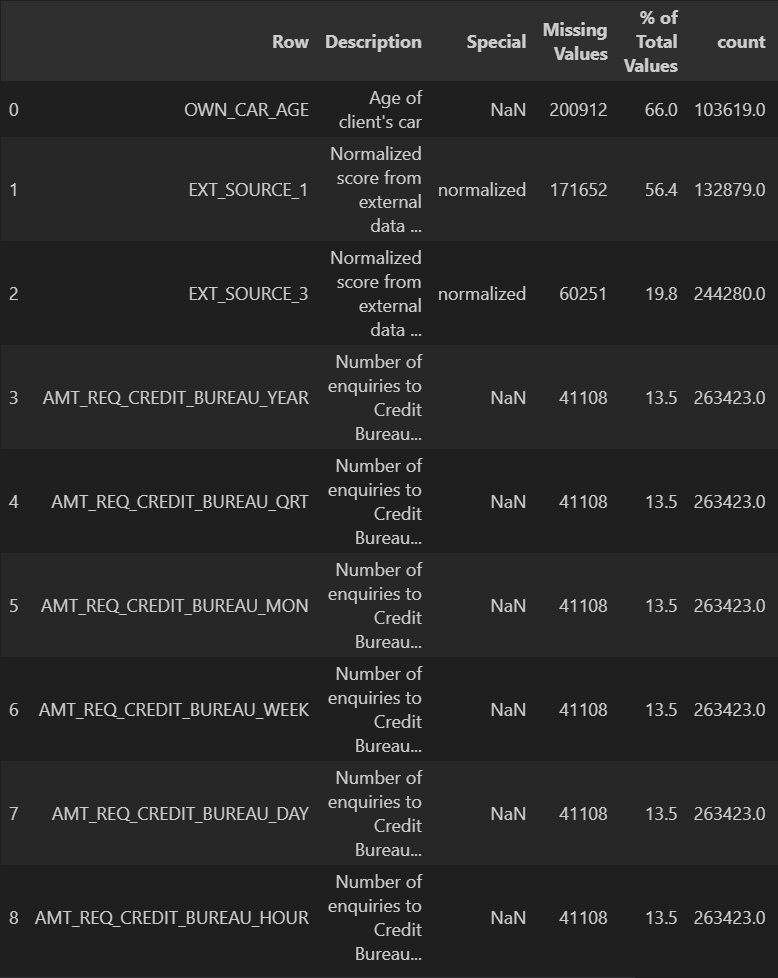 Row Description Special Missing Values % of Total Values count
0 OWN_CAR_AGE Age of client's car NaN 200912 66.0 103619.0
1 EXT_SOURCE_1 Normalized score from external data ... normalized 171652 56.4 132879.0
2 EXT_SOURCE_3 Normalized score from external data ... normalized 60251 19.8 244280.0
3 AMT_REQ_CREDIT_BUREAU_YEAR Number of enquiries to Credit Bureau... NaN 41108 13.5 263423.0
4 AMT_REQ_CREDIT_BUREAU_QRT Number of enquiries to Credit Bureau... NaN 41108 13.5 263423.0
5 AMT_REQ_CREDIT_BUREAU_MON Number of enquiries to Credit Bureau... NaN 41108 13.5 263423.0
6 AMT_REQ_CREDIT_BUREAU_WEEK Number of enquiries to Credit Bureau... NaN 41108 13.5 263423.0
7 AMT_REQ_CREDIT_BUREAU_DAY Number of enquiries to Credit Bureau... NaN 41108 13.5 263423.0
8 AMT_REQ_CREDIT_BUREAU_HOUR Number of enquiries to Credit Bureau... NaN 41108 13.5 263423.0